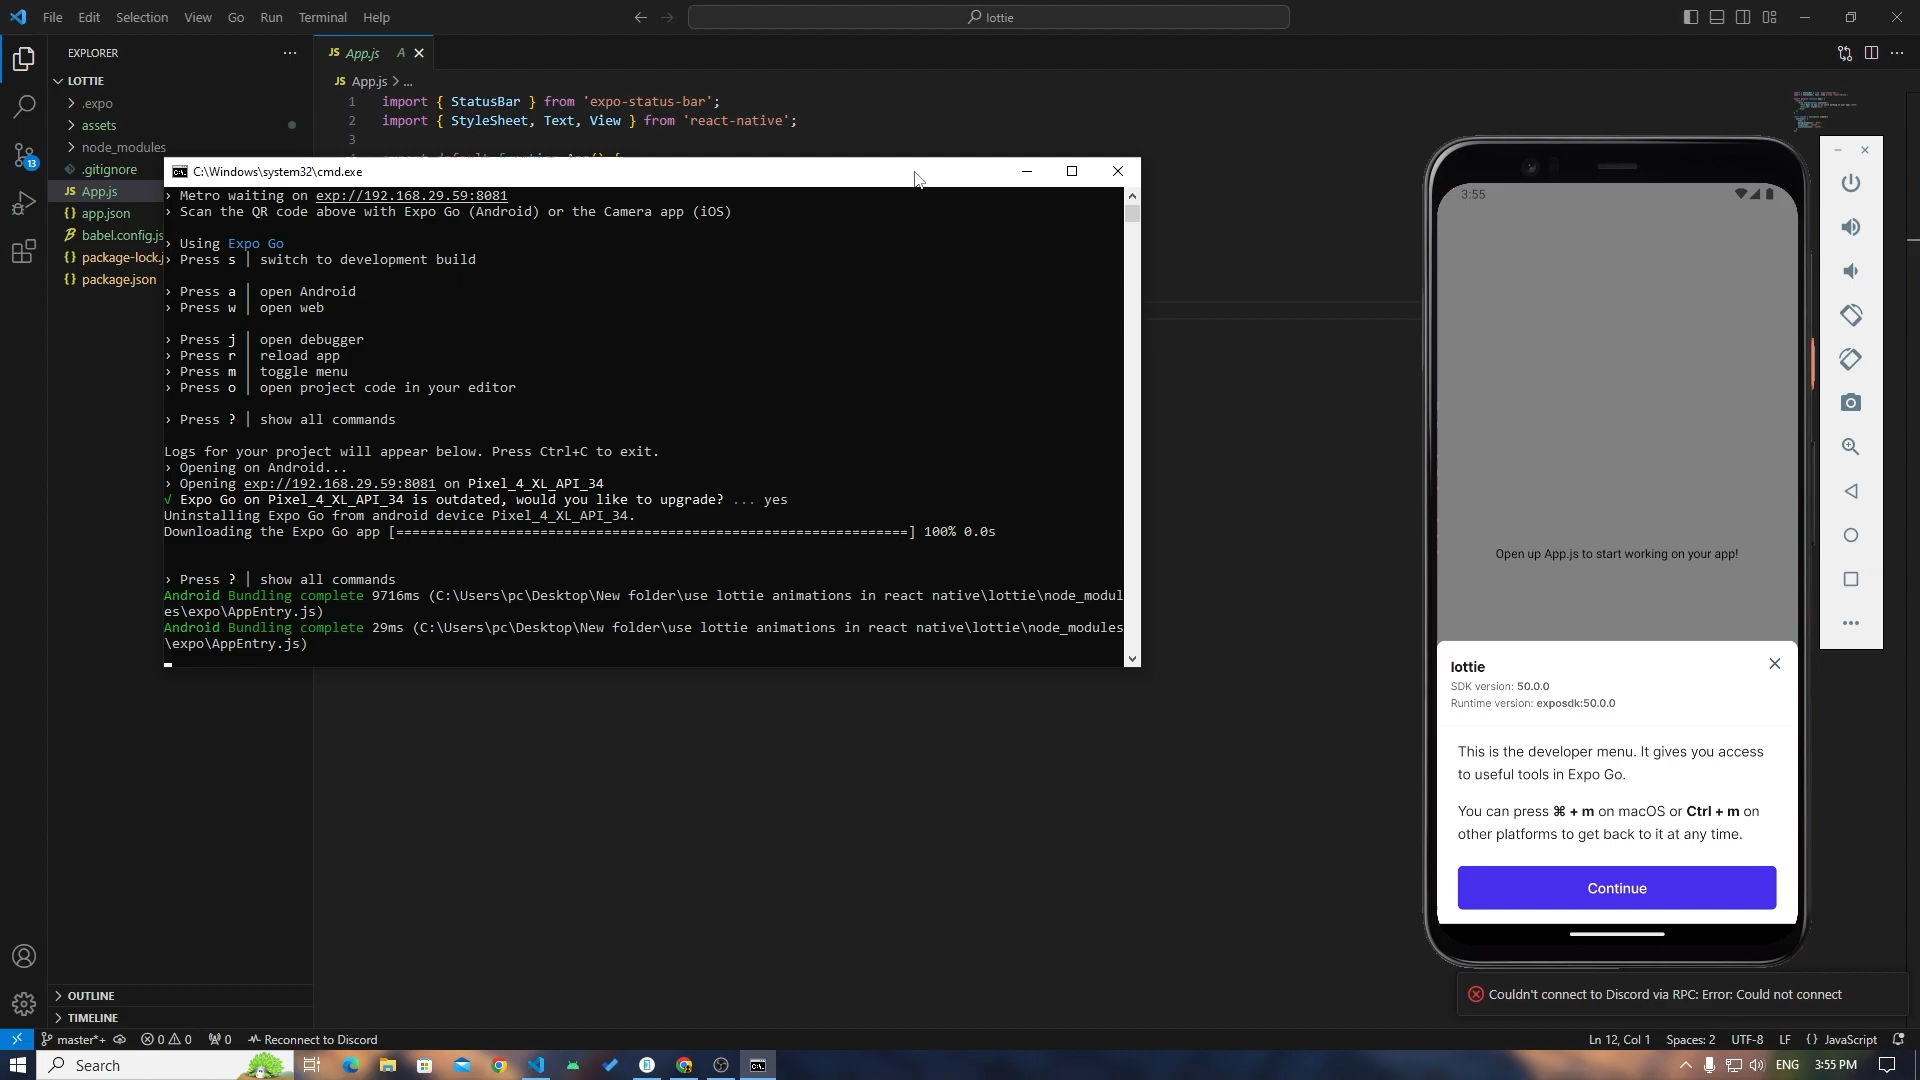 File Edit Selection View Go Run Terminal Help
lottie
EXPLORER
LOTTIE
.expo
assets
node_modules
.gitignore
JS App.js
{} app.json
babel.config.js
{} package-lock.j
{} package.json
13
OUTLINE
TIMELINE
JS App.js A
JS App.js > ...
1 import { StatusBar } from 'expo-status-bar';
2 import { StyleSheet, Text, View } from 'react-native';
3
C:\Windows\system32\cmd.exe
› Metro waiting on exp://192.168.29.59:8081
› Scan the QR code above with Expo Go (Android) or the Camera app (iOS)
› Using Expo Go
› Press s │ switch to development build
› Press a │ open Android
› Press w │ open web
› Press j │ open debugger
› Press r │ reload app
› Press m │ toggle menu
› Press o │ open project code in your editor
› Press ? │ show all commands
Logs for your project will appear below. Press Ctrl+C to exit.
› Opening on Android...
› Opening exp://192.168.29.59:8081 on Pixel_4_XL_API_34
√ Expo Go on Pixel_4_XL_API_34 is outdated, would you like to upgrade? ... yes
Uninstalling Expo Go from android device Pixel_4_XL_API_34.
Downloading the Expo Go app [================================================================] 100% 0.0s
› Press ? │ show all commands
Android Bundling complete 9716ms (C:\Users\pc\Desktop\New folder\use lottie animations in react native\lottie\node_modul
es\expo\AppEntry.js)
Android Bundling complete 29ms (C:\Users\pc\Desktop\New folder\use lottie animations in react native\lottie\node_modules
\expo\AppEntry.js)
3:55
Open up App.js to start working on your app!
lottie
SDK version: 50.0.0
Runtime version: exposdk:50.0.0
This is the developer menu. It gives you access
to useful tools in Expo Go.
You can press ⌘ + m on macOS or Ctrl + m on
other platforms to get back to it at any time.
Continue
Couldn't connect to Discord via RPC: Error: Could not connect
master*+ 0 0 0 Reconnect to Discord
Ln 12, Col 1 Spaces: 2 UTF-8 LF {} JavaScript
Search
ENG 3:55 PM